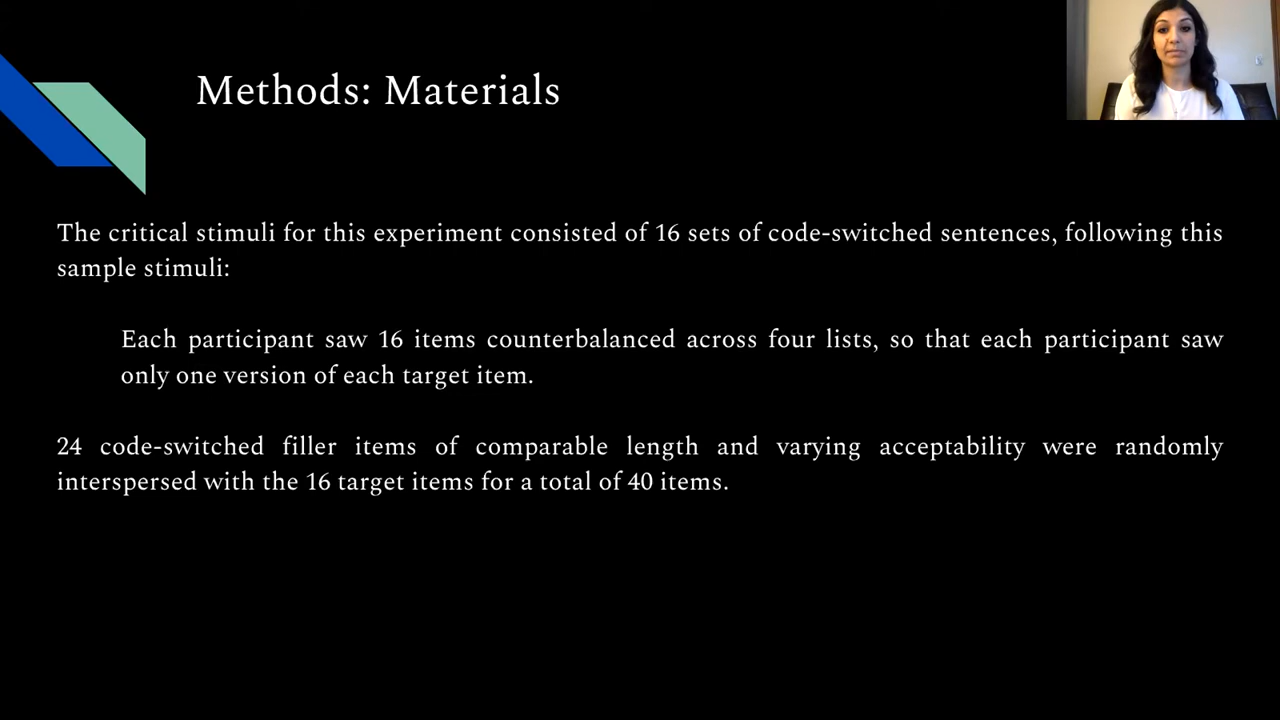 Methods: Materials
The critical stimuli for this experiment consisted of 16 sets of code-switched sentences, following this
sample stimuli:
Each participant saw 16 items counterbalanced across four lists, so that each participant saw
only one version of each target item.
24 code-switched filler items of comparable length and varying acceptability were randomly
interspersed with the 16 target items for a total of 40 items.